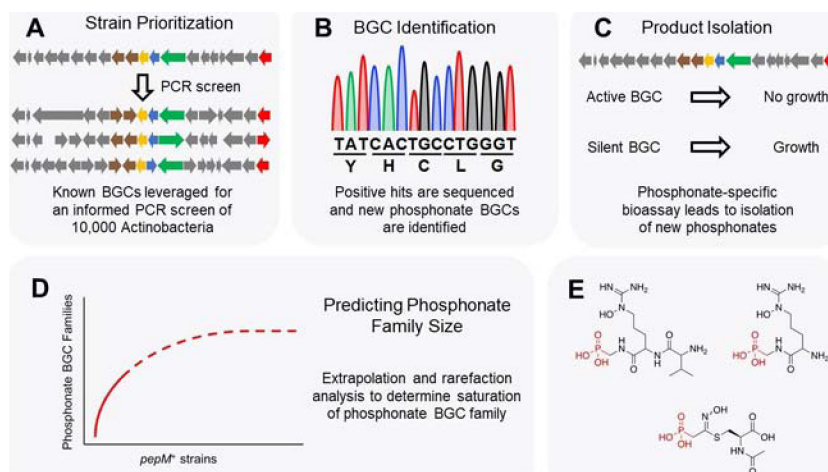 A
Strain Prioritization
PCR screen
Known BGCs leveraged for
an informed PCR screen of
10,000 Actinobacteria
B
BGC Identification
TATCACTGCCTGGGT
Y H C L G
Positive hits are sequenced
and new phosphonate BGCs
are identified
C
Product Isolation
Active BGC No growth
Silent BGC Growth
Phosphonate-specific
bioassay leads to isolation
of new phosphonates
D
Phosphonate BGC Families
pepM⁺ strains
Predicting Phosphonate
Family Size
Extrapolation and rarefaction
analysis to determine saturation
of phosphonate BGC family
E
HN NH₂
N
HO
O
HO P N H
OH O
O
H N
NH₂
HN NH₂
N
HO
O
HO P N H
OH O
NH₂
O
HO P
HO
N OH
S
O
OH
HN
O